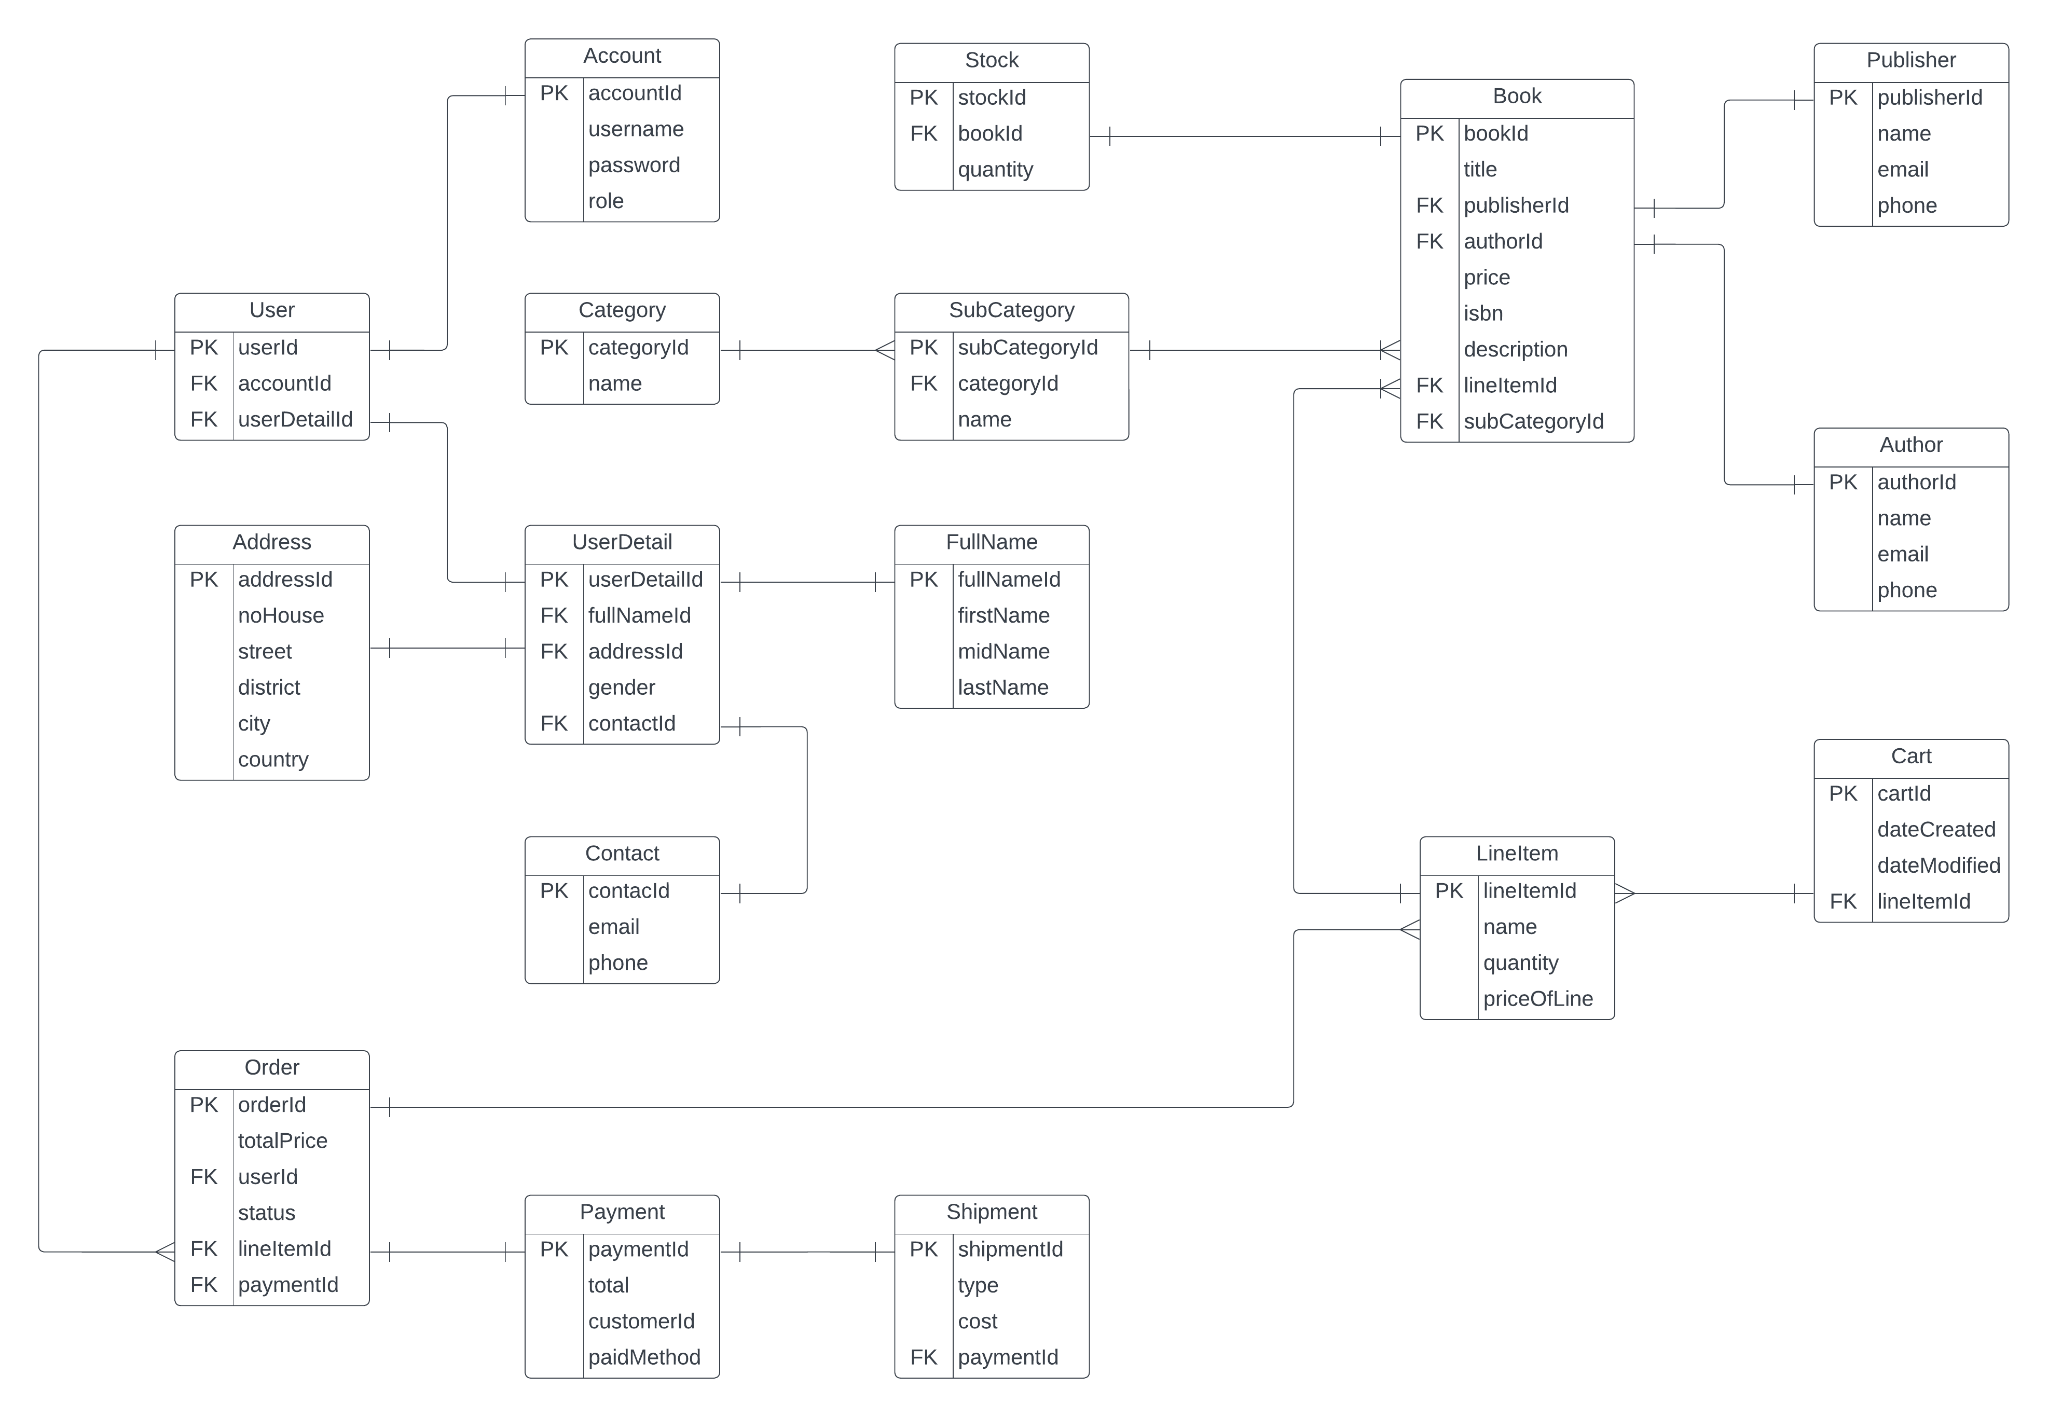 Account
PK accountId
username
password
role
Stock
PK stockId
FK bookId
quantity
Book
PK bookId
title
FK publisherId
FK authorId
price
isbn
description
FK lineItemId
FK subCategoryId
Publisher
PK publisherId
name
email
phone
User
PK userId
FK accountId
FK userDetailId
Category
PK categoryId
name
SubCategory
PK subCategoryId
FK categoryId
name
Author
PK authorId
name
email
phone
Address
PK addressId
noHouse
street
district
city
country
UserDetail
PK userDetailId
FK fullNameId
FK addressId
gender
FK contactId
FullName
PK fullNameId
firstName
midName
lastName
Cart
PK cartId
dateCreated
dateModified
FK lineItemId
Contact
PK contacId
email
phone
LineItem
PK lineItemId
name
quantity
priceOfLine
Order
PK orderId
totalPrice
FK userId
status
FK lineItemId
FK paymentId
Payment
PK paymentId
total
customerId
paidMethod
Shipment
PK shipmentId
type
cost
FK paymentId